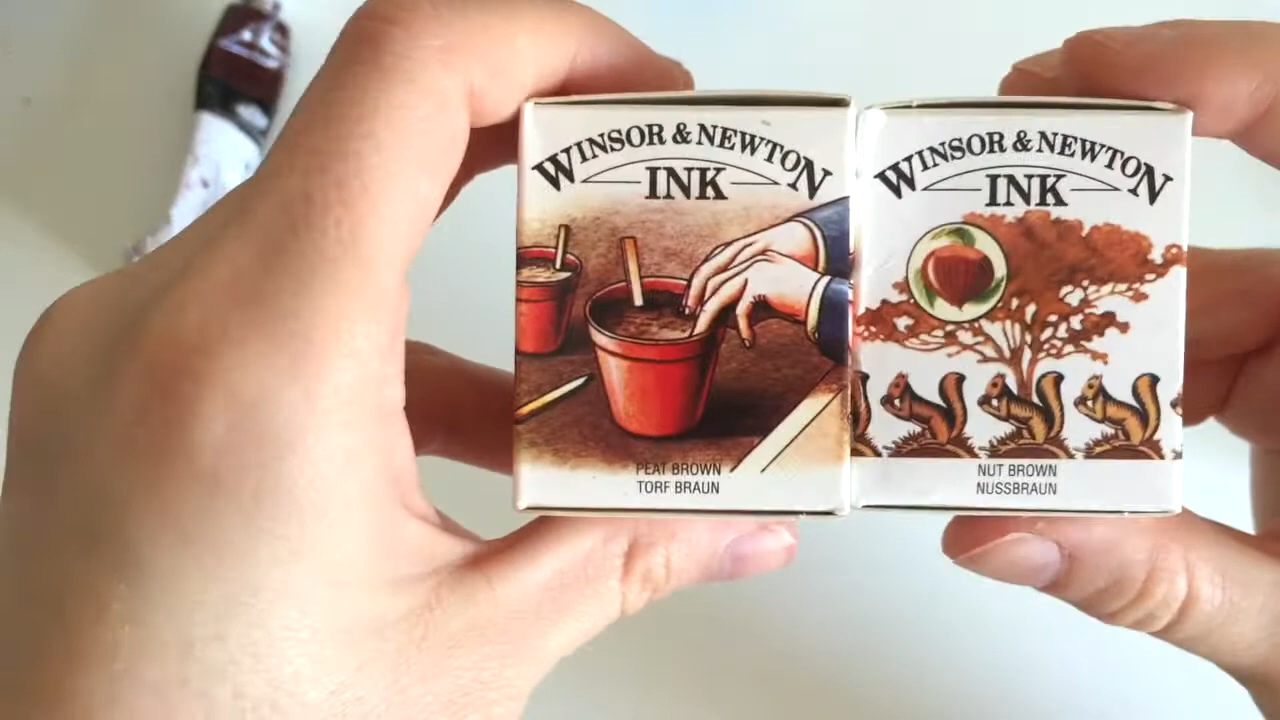 WINSOR & NEWTON
INK
PEAT BROWN
TORF BRAUN
WINSOR & NEWTON
INK
NUT BROWN
NUSSBRAUN